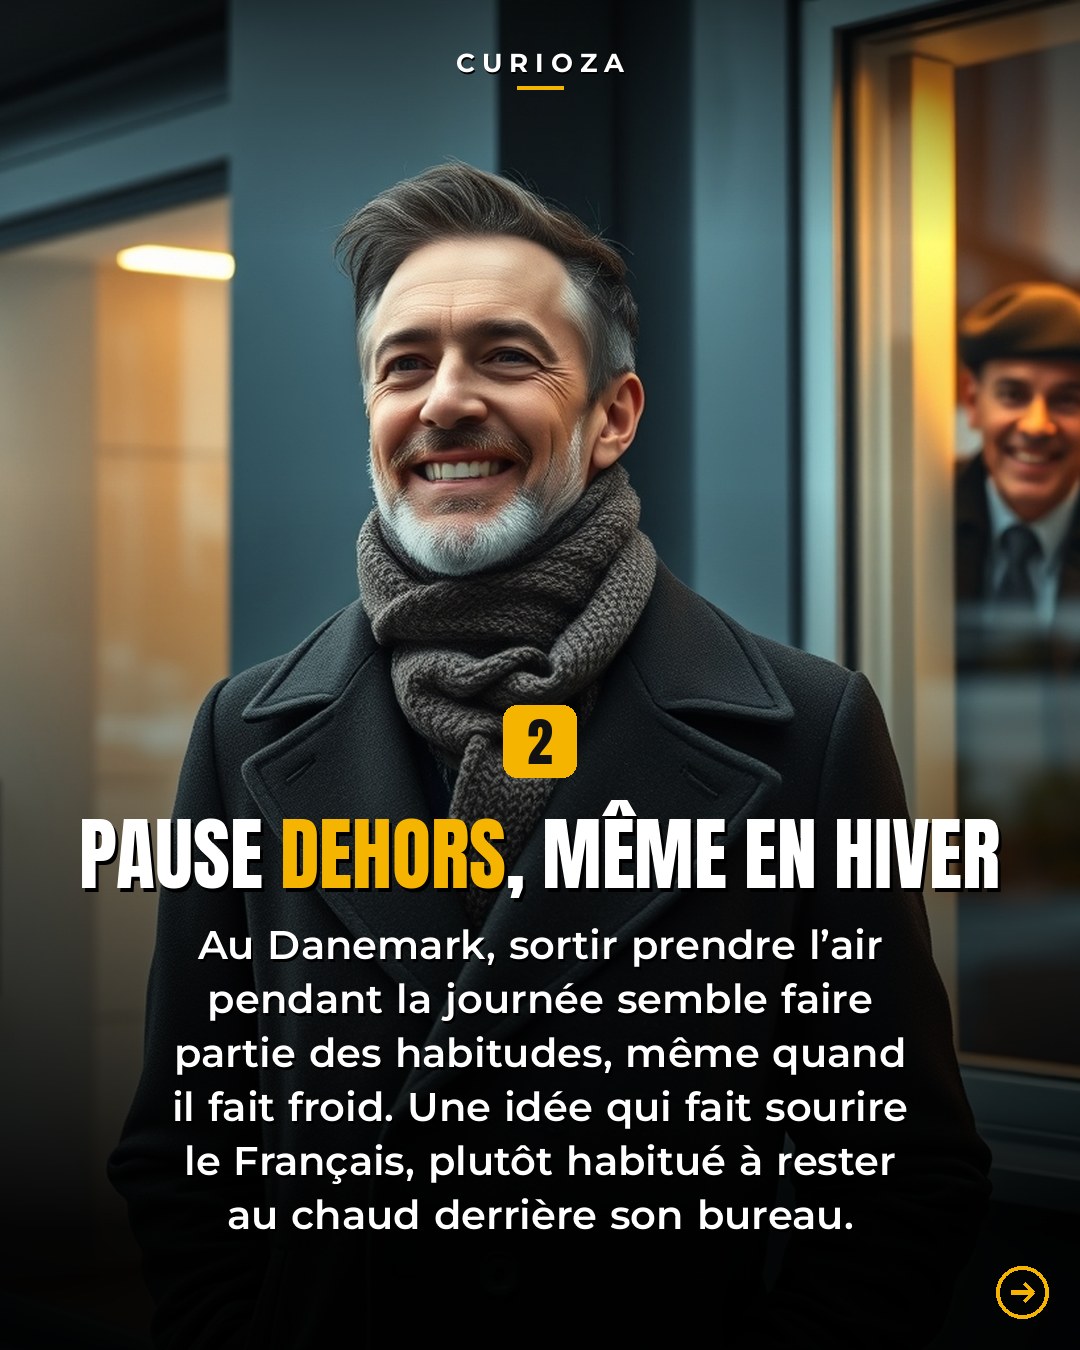 CURIOZA
2
PAUSE DEHORS, MÊME EN HIVER
Au Danemark, sortir prendre l’air
pendant la journée semble faire
partie des habitudes, même quand
il fait froid. Une idée qui fait sourire
le Français, plutôt habitué à rester
au chaud derrière son bureau.